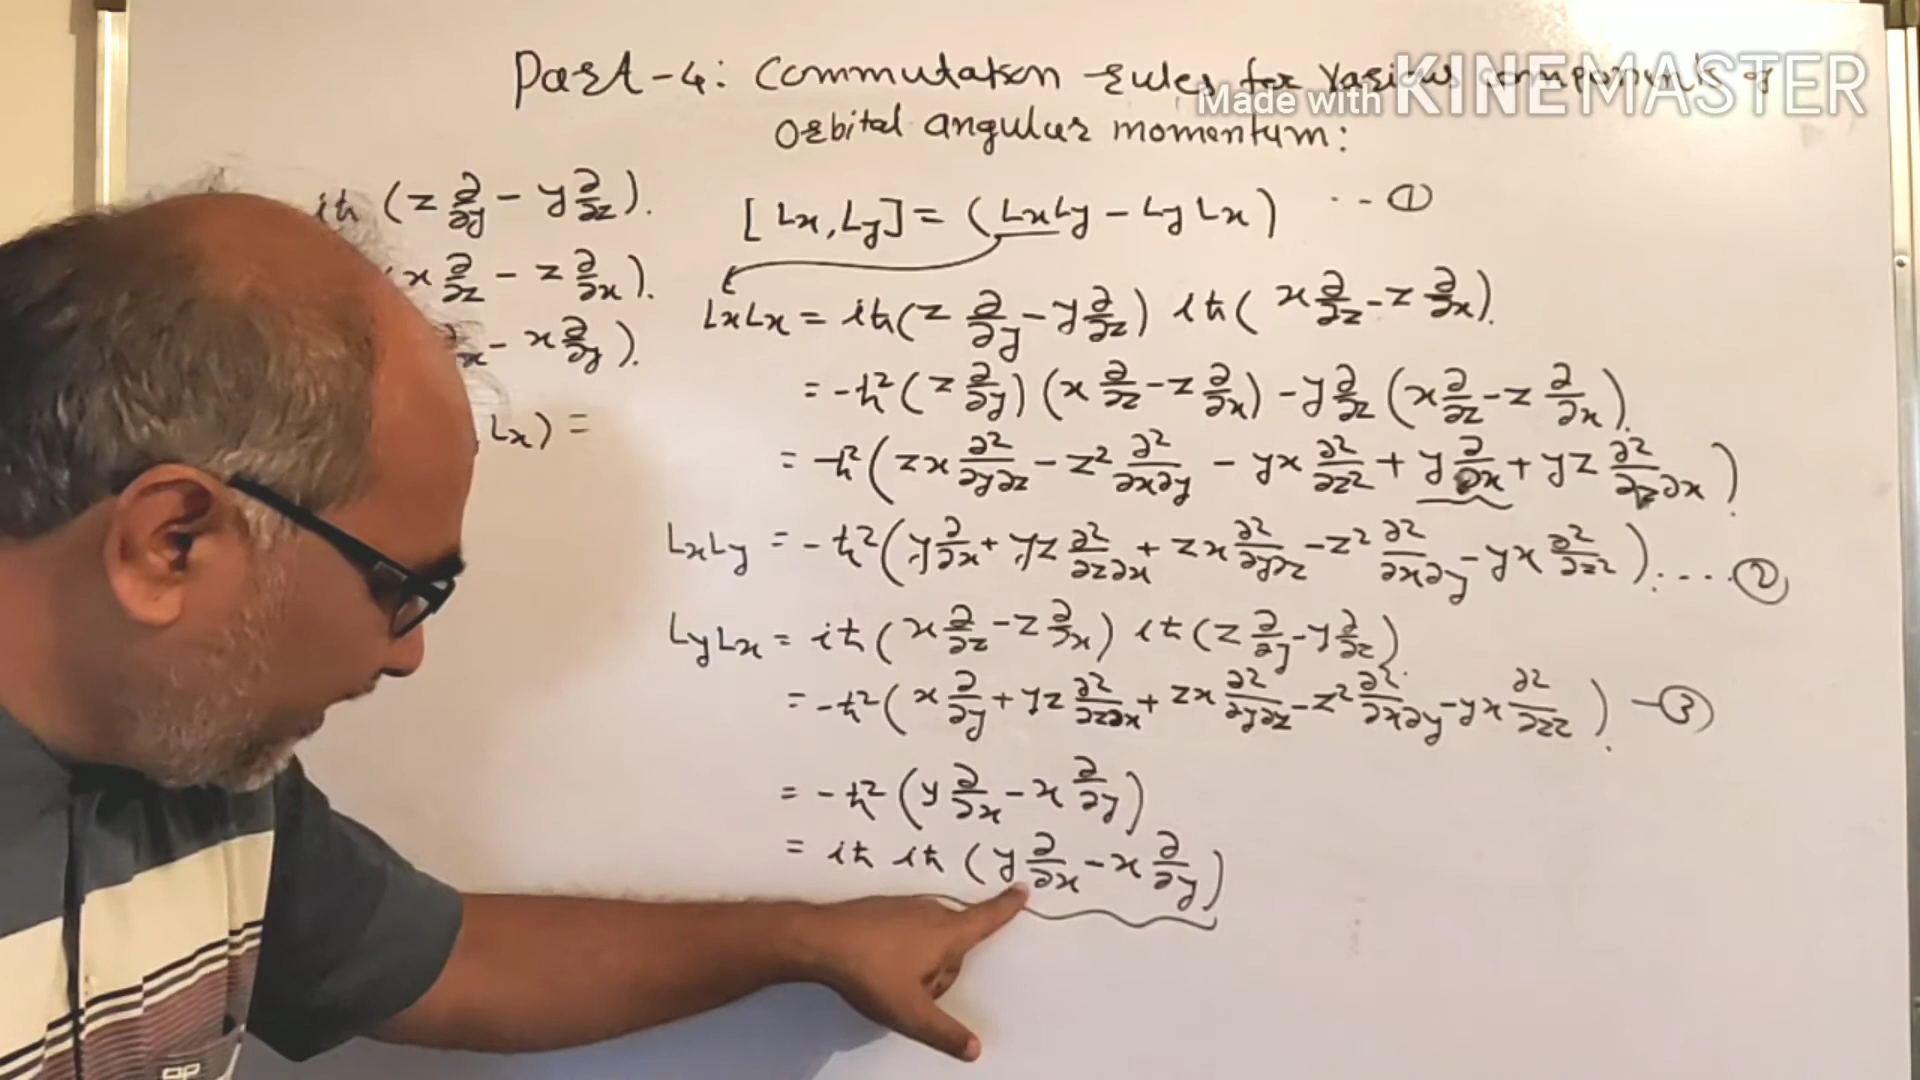 Part-4: Commutation rules for various components of
Orbital angular momentum:
Made with KINEMASTER
iħ (z ∂/∂y - y ∂/∂z).
x ∂/∂z - z ∂/∂x).
- x ∂/∂y).
Lx) =
[Lx, Ly] = (LxLy - LyLx) ... ①
LxLx = iħ(z ∂/∂y - y ∂/∂z) iħ( x ∂/∂z - z ∂/∂x).
= -ħ² (z ∂/∂y) (x ∂/∂z - z ∂/∂x) - y ∂/∂z (x ∂/∂z - z ∂/∂x).
= -ħ² (zx ∂²/∂y∂z - z² ∂²/∂x∂y - yx ∂²/∂z² + y ∂/∂x + yz ∂²/∂z∂x).
LxLy = -ħ² (y ∂/∂x + yz ∂²/∂z∂x + zx ∂²/∂y∂z - z² ∂²/∂x∂y - yx ∂²/∂z²). .... ②
LyLx = iħ( x ∂/∂z - z ∂/∂x) iħ(z ∂/∂y - y ∂/∂z).
= -ħ² ( x ∂/∂y + yz ∂²/∂z∂x + zx ∂²/∂y∂z - z² ∂²/∂x∂y - yx ∂²/∂z² ). - ③
= -ħ² (y ∂/∂x - x ∂/∂y)
= iħ iħ (y ∂/∂x - x ∂/∂y)